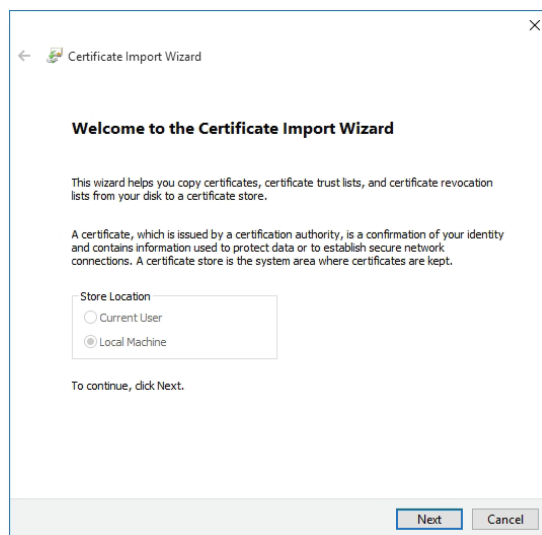 Certificate Import Wizard
Welcome to the Certificate Import Wizard
This wizard helps you copy certificates, certificate trust lists, and certificate revocation
lists from your disk to a certificate store.
A certificate, which is issued by a certification authority, is a confirmation of your identity
and contains information used to protect data or to establish secure network
connections. A certificate store is the system area where certificates are kept.
Store Location
Current User
Local Machine
To continue, click Next.
Next
Cancel